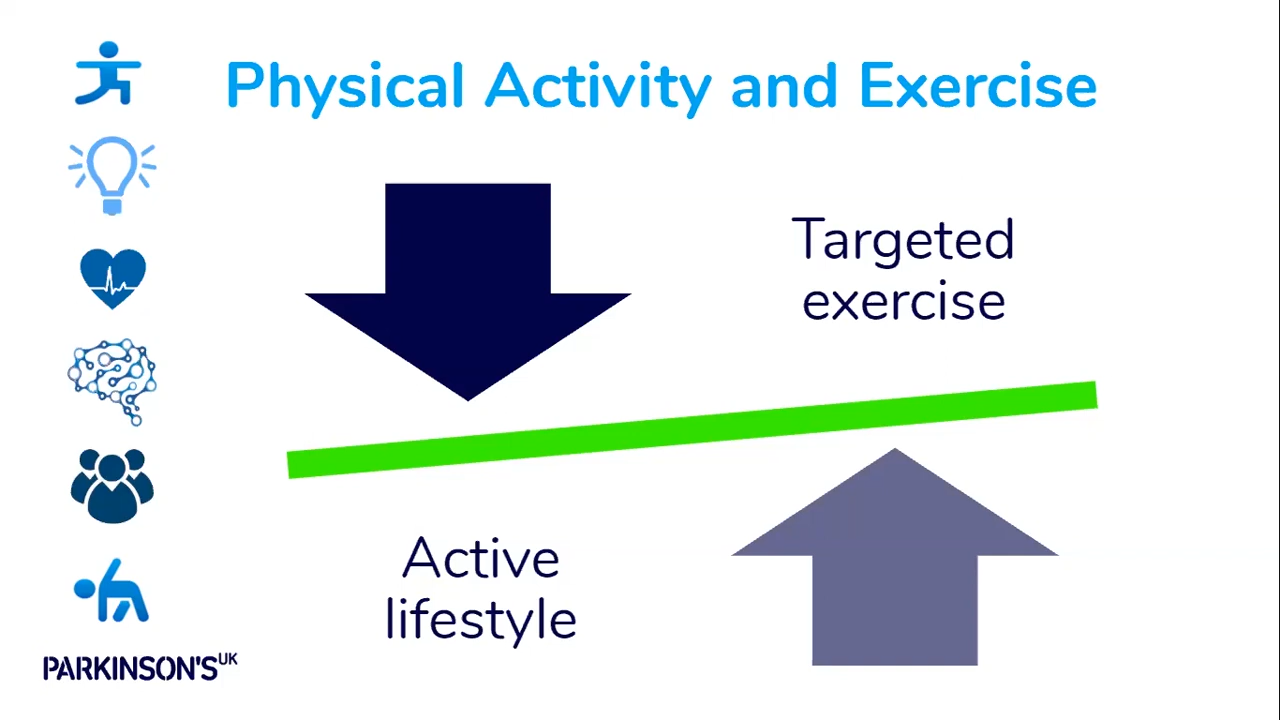 Physical Activity and Exercise
Targeted
exercise
Active
lifestyle
PARKINSON'S UK